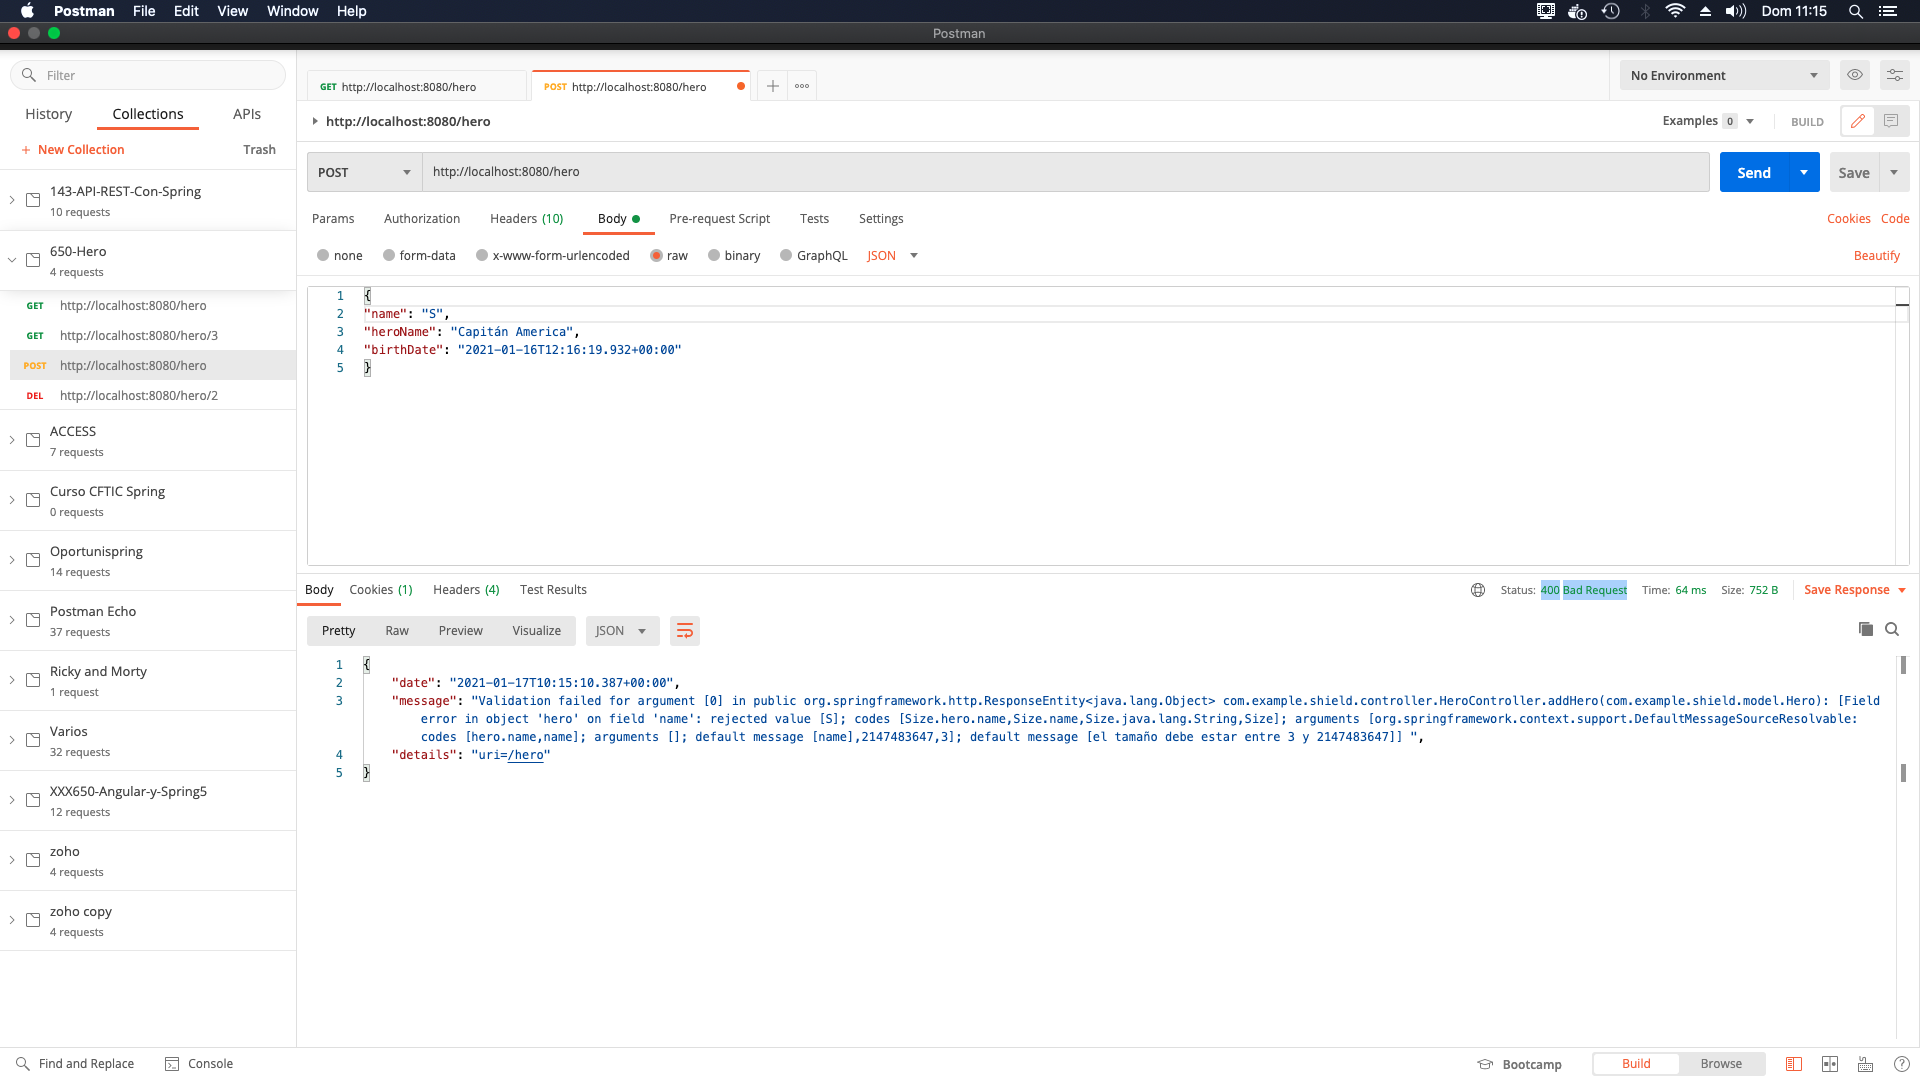 Postman File Edit View Window Help Dom 11:15
Postman
Filter
History Collections APIs
+ New Collection Trash
143-API-REST-Con-Spring
10 requests
650-Hero
4 requests
GET http://localhost:8080/hero
GET http://localhost:8080/hero/3
POST http://localhost:8080/hero
DEL http://localhost:8080/hero/2
ACCESS
7 requests
Curso CFTIC Spring
0 requests
Oportunispring
14 requests
Postman Echo
37 requests
Ricky and Morty
1 request
Varios
32 requests
XXX650-Angular-y-Spring5
12 requests
zoho
4 requests
zoho copy
4 requests
GET http://localhost:8080/hero POST http://localhost:8080/hero
No Environment
http://localhost:8080/hero Examples 0 BUILD
POST http://localhost:8080/hero Send Save
Params Authorization Headers (10) Body Pre-request Script Tests Settings Cookies Code
none form-data x-www-form-urlencoded raw binary GraphQL JSON Beautify
1 {
2 "name": "S",
3 "heroName": "Capitán America",
4 "birthDate": "2021-01-16T12:16:19.932+00:00"
5 }
Body Cookies (1) Headers (4) Test Results Status: 400 Bad Request Time: 64 ms Size: 752 B Save Response
Pretty Raw Preview Visualize JSON
1 {
2 "date": "2021-01-17T10:15:10.387+00:00",
3 "message": "Validation failed for argument [0] in public org.springframework.http.ResponseEntity<java.lang.Object> com.example.shield.controller.HeroController.addHero(com.example.shield.model.Hero): [Field
error in object 'hero' on field 'name': rejected value [S]; codes [Size.hero.name,Size.name,Size.java.lang.String,Size]; arguments [org.springframework.context.support.DefaultMessageSourceResolvable:
codes [hero.name,name]; arguments []; default message [name],2147483647,3]; default message [el tamaño debe estar entre 3 y 2147483647]] ",
4 "details": "uri=/hero"
5 }
Find and Replace Console Bootcamp Build Browse